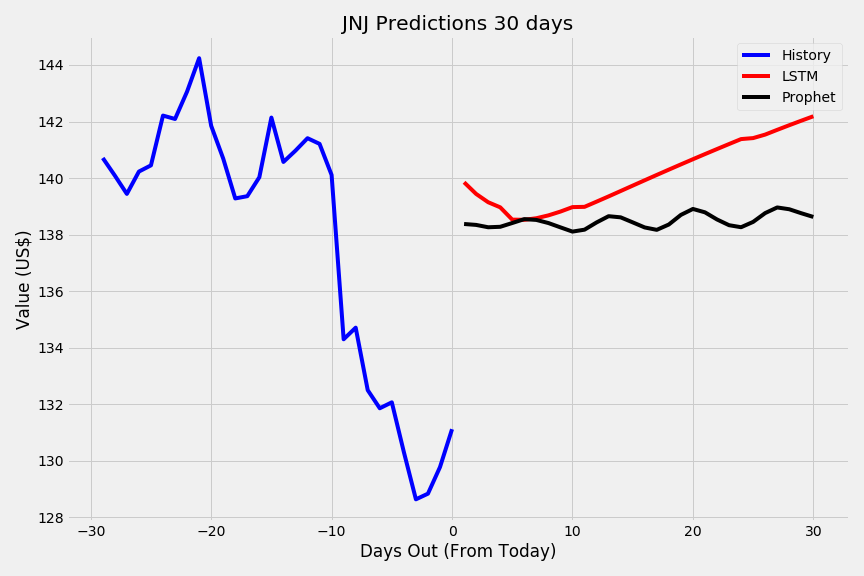 JNJ Predictions 30 days
History
LSTM
Prophet
Value (US$)
144
142
140
138
136
134
132
130
128
−30
−20
−10
0
10
20
30
Days Out (From Today)